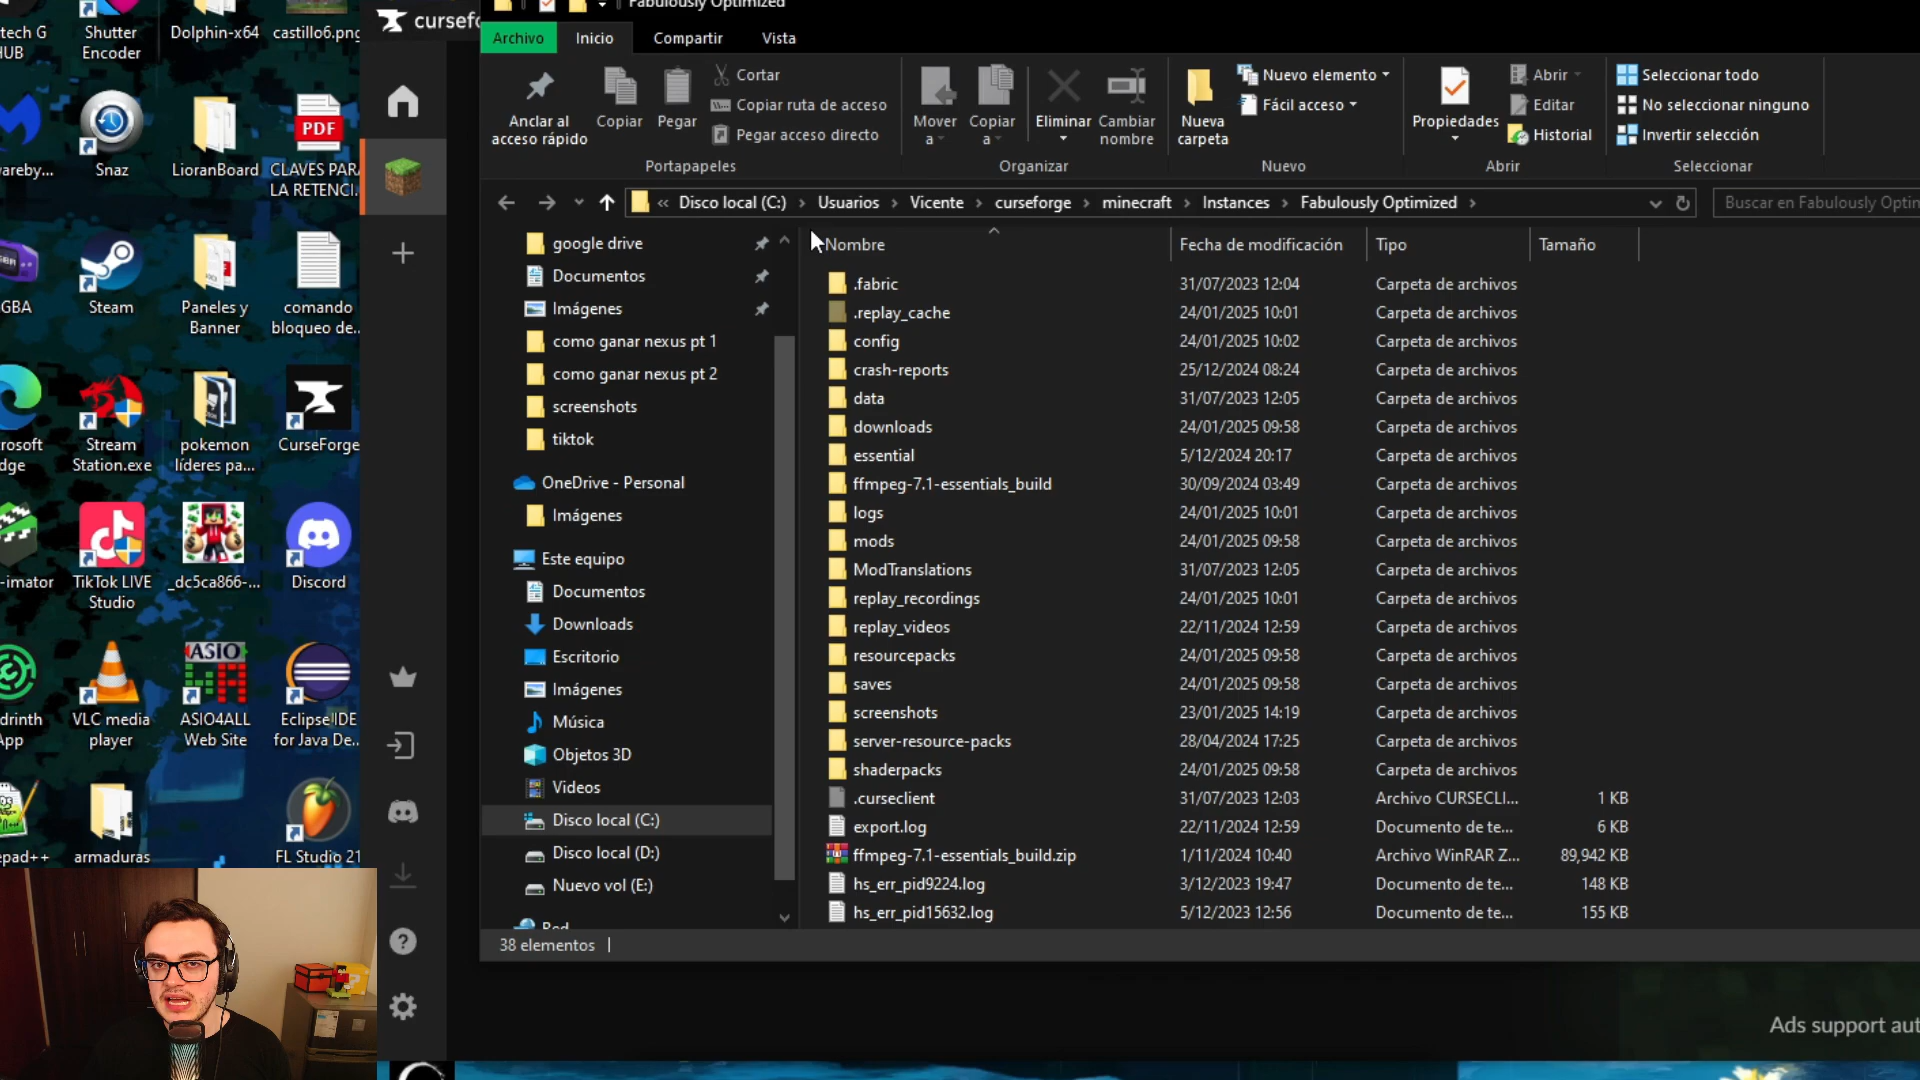 tech G
HUB
Shutter
Encoder
Dolphin-x64
castillo6.png
wareby...
Snaz
LioranBoard
PDF
CLAVES PARA
LA RETENCI...
GBA
Steam
Paneles y
Banner
comando
bloqueo de...
rosoft
dge
Stream
Station.exe
pokemon
líderes pa...
CurseForge
-imator
TikTok LIVE
Studio
_dc5ca866-...
Discord
drinth
App
VLC media
player
ASIO
ASIO4ALL
Web Site
Eclipse IDE
for Java De...
epad++
armaduras
FL Studio 21
cursefo
Fabulously Optimized
Archivo
Inicio
Compartir
Vista
Anclar al
acceso rápido
Copiar
Pegar
Cortar
Copiar ruta de acceso
Pegar acceso directo
Portapapeles
Mover
a
Copiar
a
Eliminar
Cambiar
nombre
Organizar
Nueva
carpeta
Nuevo elemento
Fácil acceso
Nuevo
Propiedades
Abrir
Editar
Historial
Abrir
Seleccionar todo
No seleccionar ninguno
Invertir selección
Seleccionar
« Disco local (C:) › Usuarios › Vicente › curseforge › minecraft › Instances › Fabulously Optimized ›
Buscar en Fabulously Optim
google drive
Documentos
Imágenes
como ganar nexus pt 1
como ganar nexus pt 2
screenshots
tiktok
OneDrive - Personal
Imágenes
Este equipo
Documentos
Downloads
Escritorio
Imágenes
Música
Objetos 3D
Videos
Disco local (C:)
Disco local (D:)
Nuevo vol (E:)
Red
Nombre Fecha de modificación Tipo Tamaño
.fabric 31/07/2023 12:04 Carpeta de archivos
.replay_cache 24/01/2025 10:01 Carpeta de archivos
config 24/01/2025 10:02 Carpeta de archivos
crash-reports 25/12/2024 08:24 Carpeta de archivos
data 31/07/2023 12:05 Carpeta de archivos
downloads 24/01/2025 09:58 Carpeta de archivos
essential 5/12/2024 20:17 Carpeta de archivos
ffmpeg-7.1-essentials_build 30/09/2024 03:49 Carpeta de archivos
logs 24/01/2025 10:01 Carpeta de archivos
mods 24/01/2025 09:58 Carpeta de archivos
ModTranslations 31/07/2023 12:05 Carpeta de archivos
replay_recordings 24/01/2025 10:01 Carpeta de archivos
replay_videos 22/11/2024 12:59 Carpeta de archivos
resourcepacks 24/01/2025 09:58 Carpeta de archivos
saves 24/01/2025 09:58 Carpeta de archivos
screenshots 23/01/2025 14:19 Carpeta de archivos
server-resource-packs 28/04/2024 17:25 Carpeta de archivos
shaderpacks 24/01/2025 09:58 Carpeta de archivos
.curseclient 31/07/2023 12:03 Archivo CURSECLI... 1 KB
export.log 22/11/2024 12:59 Documento de te... 6 KB
ffmpeg-7.1-essentials_build.zip 1/11/2024 10:40 Archivo WinRAR Z... 89,942 KB
hs_err_pid9224.log 3/12/2023 19:47 Documento de te... 148 KB
hs_err_pid15632.log 5/12/2023 12:56 Documento de te... 155 KB
38 elementos
Ads support aut